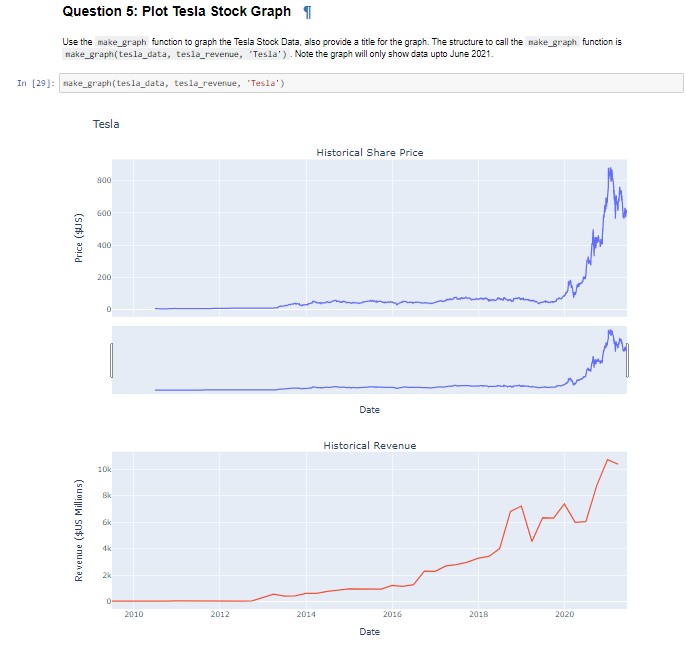 Question 5: Plot Tesla Stock Graph ¶
Use the make_graph function to graph the Tesla Stock Data, also provide a title for the graph. The structure to call the make_graph function is
make_graph(tesla_data, tesla_revenue, 'Tesla') . Note the graph will only show data upto June 2021.
In [29]: make_graph(tesla_data, tesla_revenue, 'Tesla')
Tesla
Historical Share Price
800
600
400
200
0
Price ($US)
Date
Historical Revenue
10k
8k
6k
4k
2k
0
Revenue ($US Millions)
2010 2012 2014 2016 2018 2020
Date